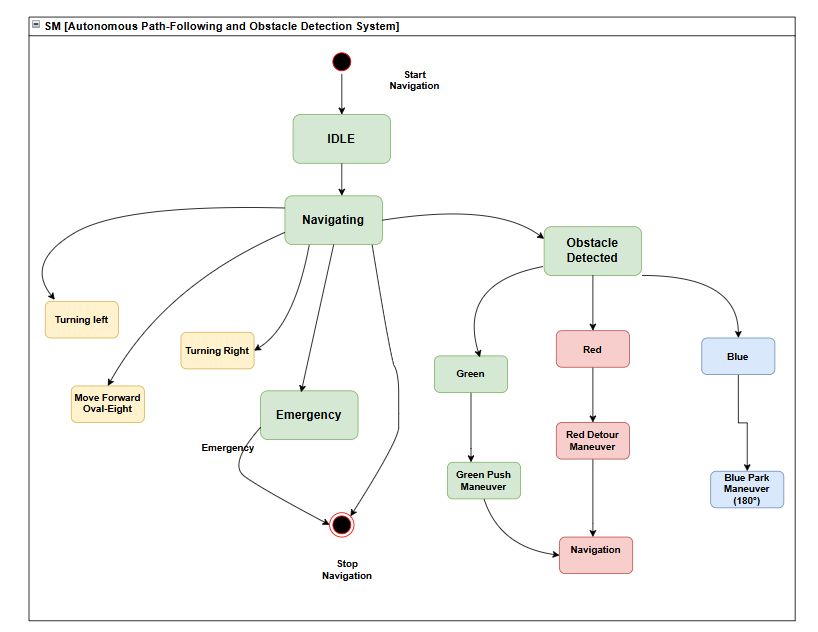 SM [Autonomous Path-Following and Obstacle Detection System]
Start
Navigation
IDLE
Navigating
Obstacle
Detected
Turning left
Turning Right
Red
Blue
Green
Move Forward
Oval-Eight
Emergency
Emergency
Red Detour
Maneuver
Green Push
Maneuver
Blue Park
Maneuver
(180°)
Navigation
Stop
Navigation